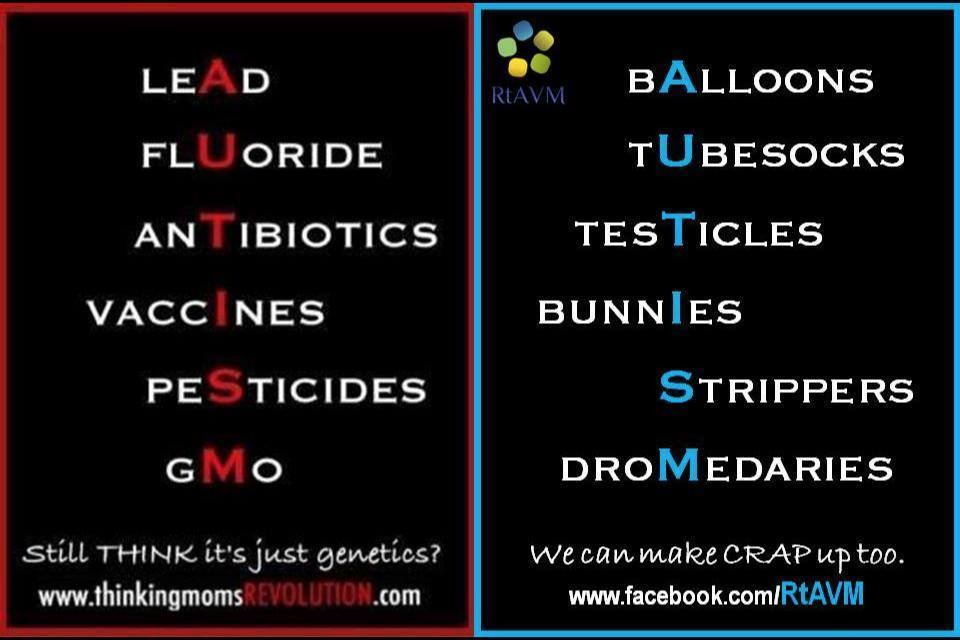 LEAD
FLUORIDE
ANTIBIOTICS
VACCINES
PESTICIDES
GMO
Still THINK it's just genetics?
www.thinkingmomsREVOLUTION.com
RtAVM
BALLOONS
TUBESOCKS
TESTICLES
BUNNIES
STRIPPERS
DROMEDARIES
We can make CRAP up too.
www.facebook.com/RtAVM